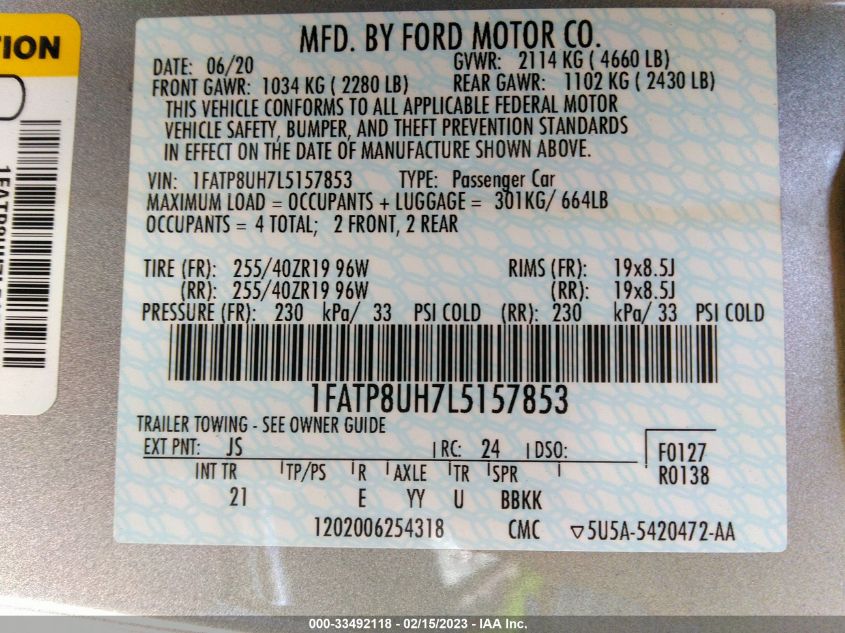 TION
MFD. BY FORD MOTOR CO.
DATE: 06/20 GVWR: 2114 KG ( 4660 LB)
FRONT GAWR: 1034 KG ( 2280 LB) REAR GAWR: 1102 KG ( 2430 LB)
THIS VEHICLE CONFORMS TO ALL APPLICABLE FEDERAL MOTOR
VEHICLE SAFETY, BUMPER, AND THEFT PREVENTION STANDARDS
IN EFFECT ON THE DATE OF MANUFACTURE SHOWN ABOVE.
VIN: 1FATP8UH7L5157853 TYPE: Passenger Car
MAXIMUM LOAD = OCCUPANTS + LUGGAGE = 301KG/ 664LB
OCCUPANTS = 4 TOTAL; 2 FRONT, 2 REAR
TIRE (FR): 255/40ZR19 96W RIMS (FR): 19x8.5J
(RR): 255/40ZR19 96W (RR): 19x8.5J
PRESSURE (FR): 230 kPa/ 33 PSI COLD (RR): 230 kPa/ 33 PSI COLD
1FATP8UH7L5157853
TRAILER TOWING - SEE OWNER GUIDE
EXT PNT: JS RC: 24 DSO: F0127
R0138
INT TR TP/PS R AXLE TR SPR
21 E YY U BBKK
1202006254318 CMC ▽5U5A-5420472-AA
000-33492118 - 02/15/2023 - IAA Inc.